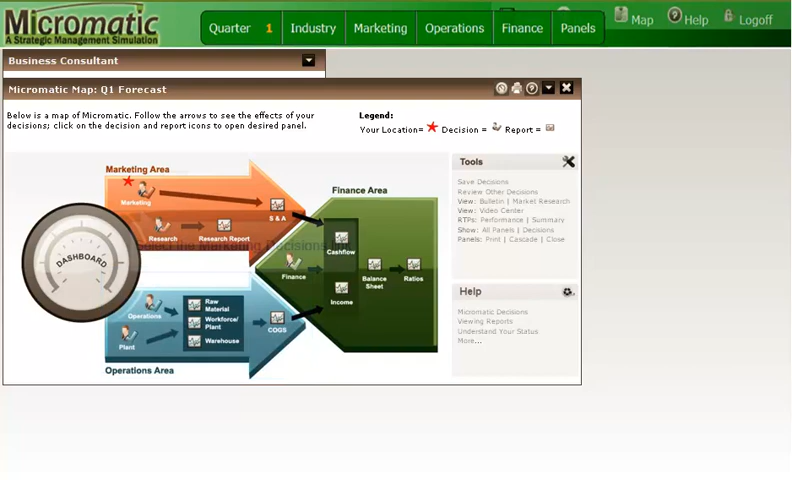 Micromatic
A Strategic Management Simulation
Quarter 1 Industry Marketing Operations Finance Panels
Map Help Logoff
Business Consultant
Micromatic Map: Q1 Forecast
Below is a map of Micromatic. Follow the arrows to see the effects of your
decisions; click on the decision and report icons to open desired panel.
Legend:
Your Location= Decision = Report =
Marketing Area
Marketing
S & A
Research
Research Report
Select the Marketing Decisions
DASHBOARD
Finance Area
Cashflow
Finance
Balance
Sheet
Ratios
Income
Operations
Raw
Material
Workforce/
Plant
Plant
Warehouse
COGS
Operations Area
Tools
Save Decisions
Review Other Decisions
View: Bulletin | Market Research
View: Video Center
RTPs: Performance | Summary
Show: All Panels | Decisions
Panels: Print | Cascade | Close
Help
Micromatic Decisions
Viewing Reports
Understand Your Status
More...